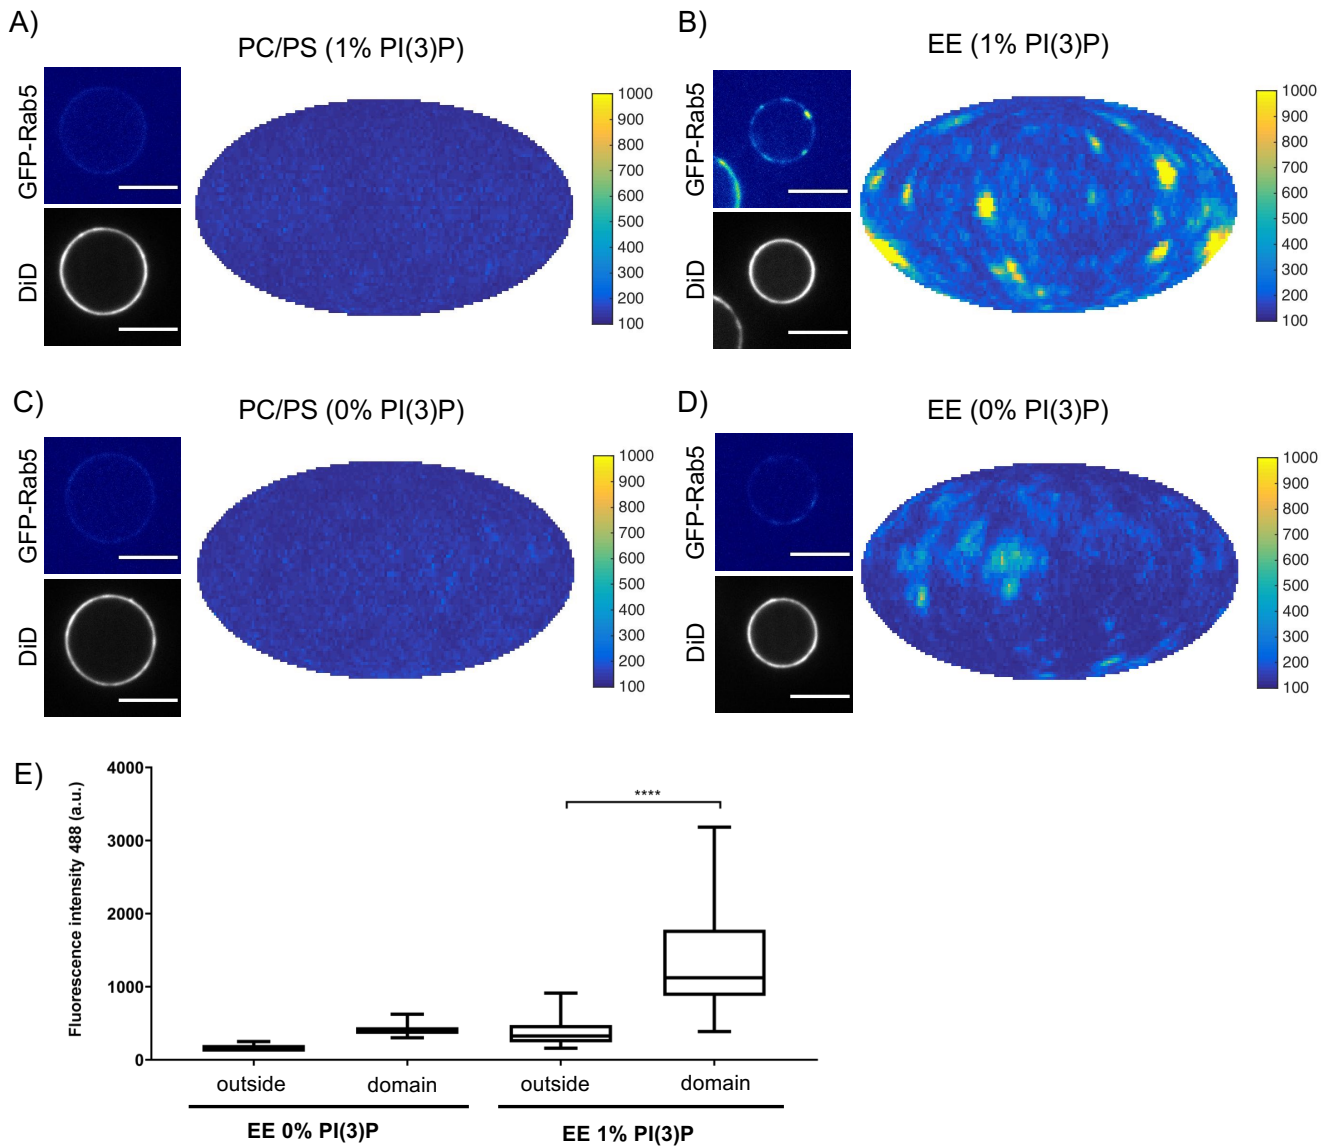 A)
PC/PS (1% PI(3)P)
GFP-Rab5
DiD
1000
900
800
700
600
500
400
300
200
100
B)
EE (1% PI(3)P)
GFP-Rab5
DiD
1000
900
800
700
600
500
400
300
200
100
C)
PC/PS (0% PI(3)P)
GFP-Rab5
DiD
1000
900
800
700
600
500
400
300
200
100
D)
EE (0% PI(3)P)
GFP-Rab5
DiD
1000
900
800
700
600
500
400
300
200
100
E)
Fluorescence intensity 488 (a.u.)
4000
3000
2000
1000
0
****
outside
domain
outside
domain
EE 0% PI(3)P
EE 1% PI(3)P